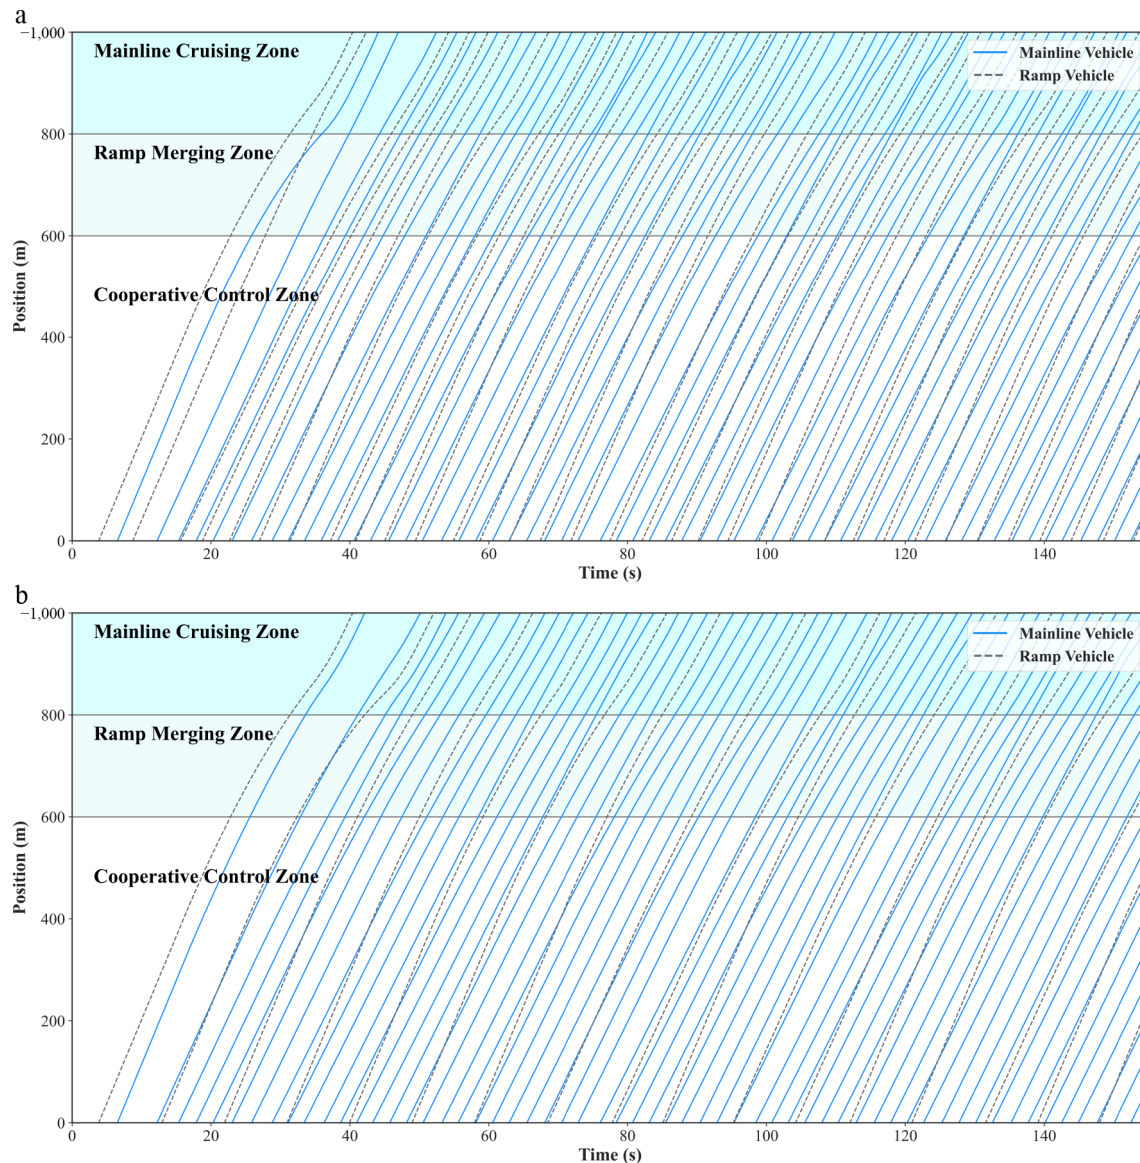 a
−1,000
Mainline Cruising Zone
Mainline Vehicle
Ramp Vehicle
800
Ramp Merging Zone
600
Cooperative Control Zone
400
200
0
Position (m)
0 20 40 60 80 100 120 140
Time (s)
b
−1,000
Mainline Cruising Zone
Mainline Vehicle
Ramp Vehicle
800
Ramp Merging Zone
600
Cooperative Control Zone
400
200
0
Position (m)
0 20 40 60 80 100 120 140
Time (s)